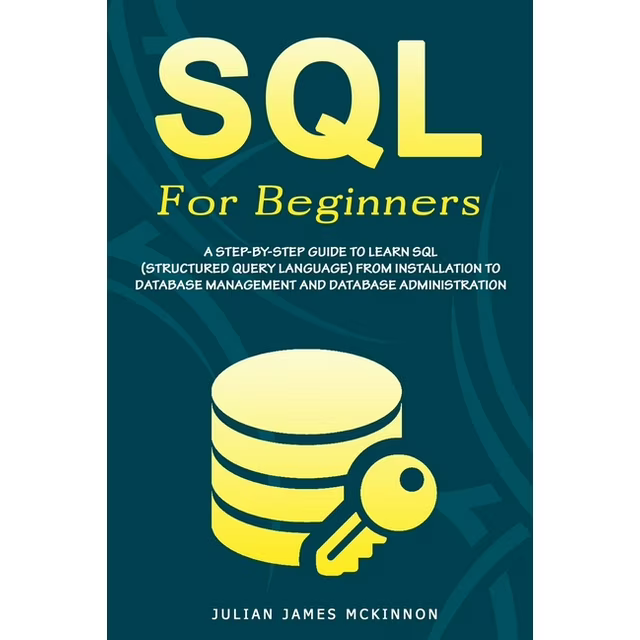 SQL
For Beginners
A STEP-BY-STEP GUIDE TO LEARN SQL
(STRUCTURED QUERY LANGUAGE) FROM INSTALLATION TO
DATABASE MANAGEMENT AND DATABASE ADMINISTRATION
JULIAN JAMES MCKINNON